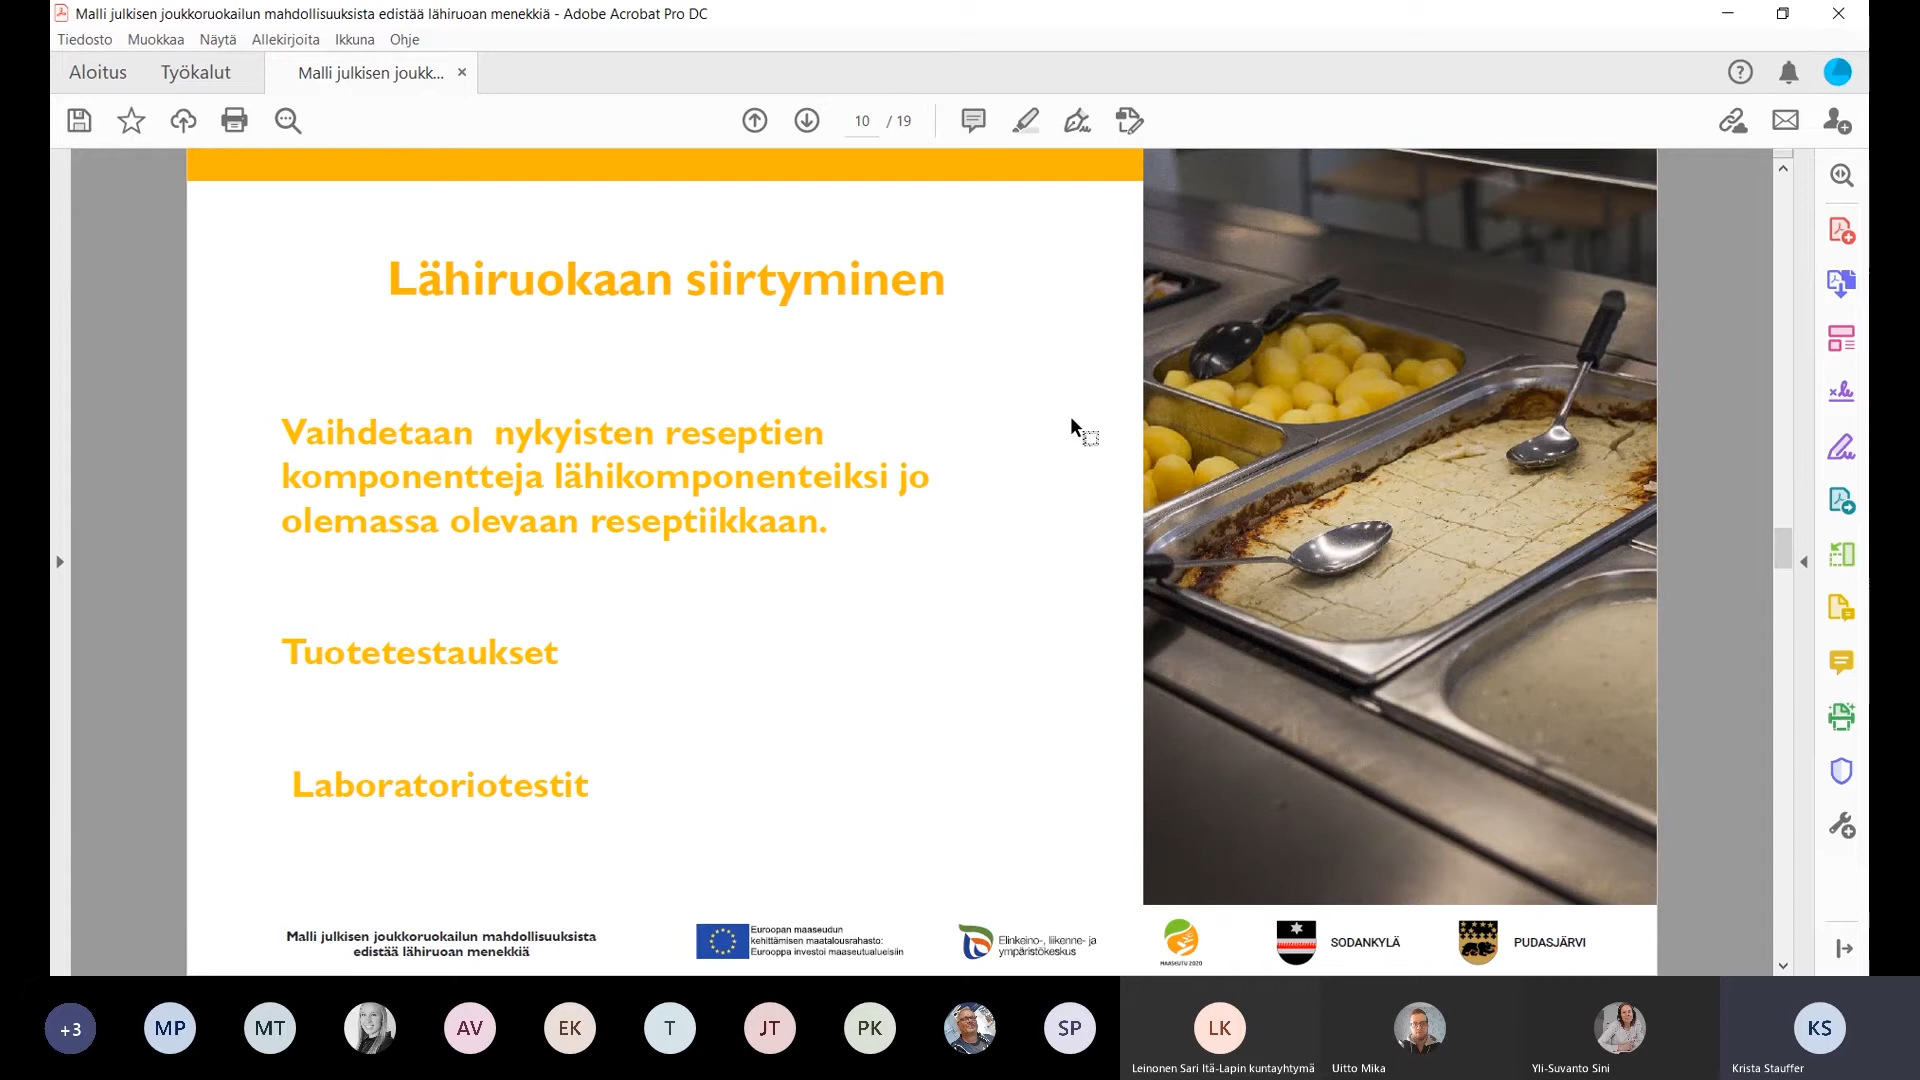 Malli julkisen joukkoruokailun mahdollisuuksista edistää lähiruoan menekkiä - Adobe Acrobat Pro DC
Tiedosto Muokkaa Näytä Allekirjoita Ikkuna Ohje
Aloitus Työkalut Malli julkisen joukk... ×
10 / 19
Lähiruokaan siirtyminen
Vaihdetaan nykyisten reseptien
komponentteja lähikomponenteiksi jo
olemassa olevaan reseptiikkaan.
Tuotetestaukset
Laboratoriotestit
Malli julkisen joukkoruokailun mahdollisuuksista
edistää lähiruoan menekkiä
Euroopan maaseudun
kehittämisen maatalousrahasto:
Eurooppa investoi maaseutualueisiin
Elinkeino-, liikenne- ja
ympäristökeskus
MAASEUTU 2020
SODANKYLÄ
PUDASJÄRVI
+3 MP MT AV EK T JT PK SP LK KS
Leinonen Sari Itä-Lapin kuntayhtymä Uitto Mika Yli-Suvanto Sini Krista Stauffer